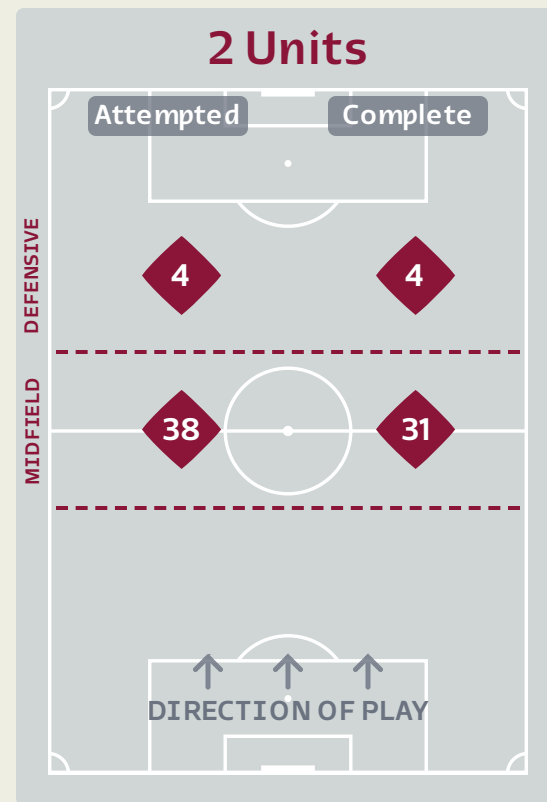 2 Units
Attempted Complete
DEFENSIVE
4 4
MIDFIELD
38 31
DIRECTION OF PLAY